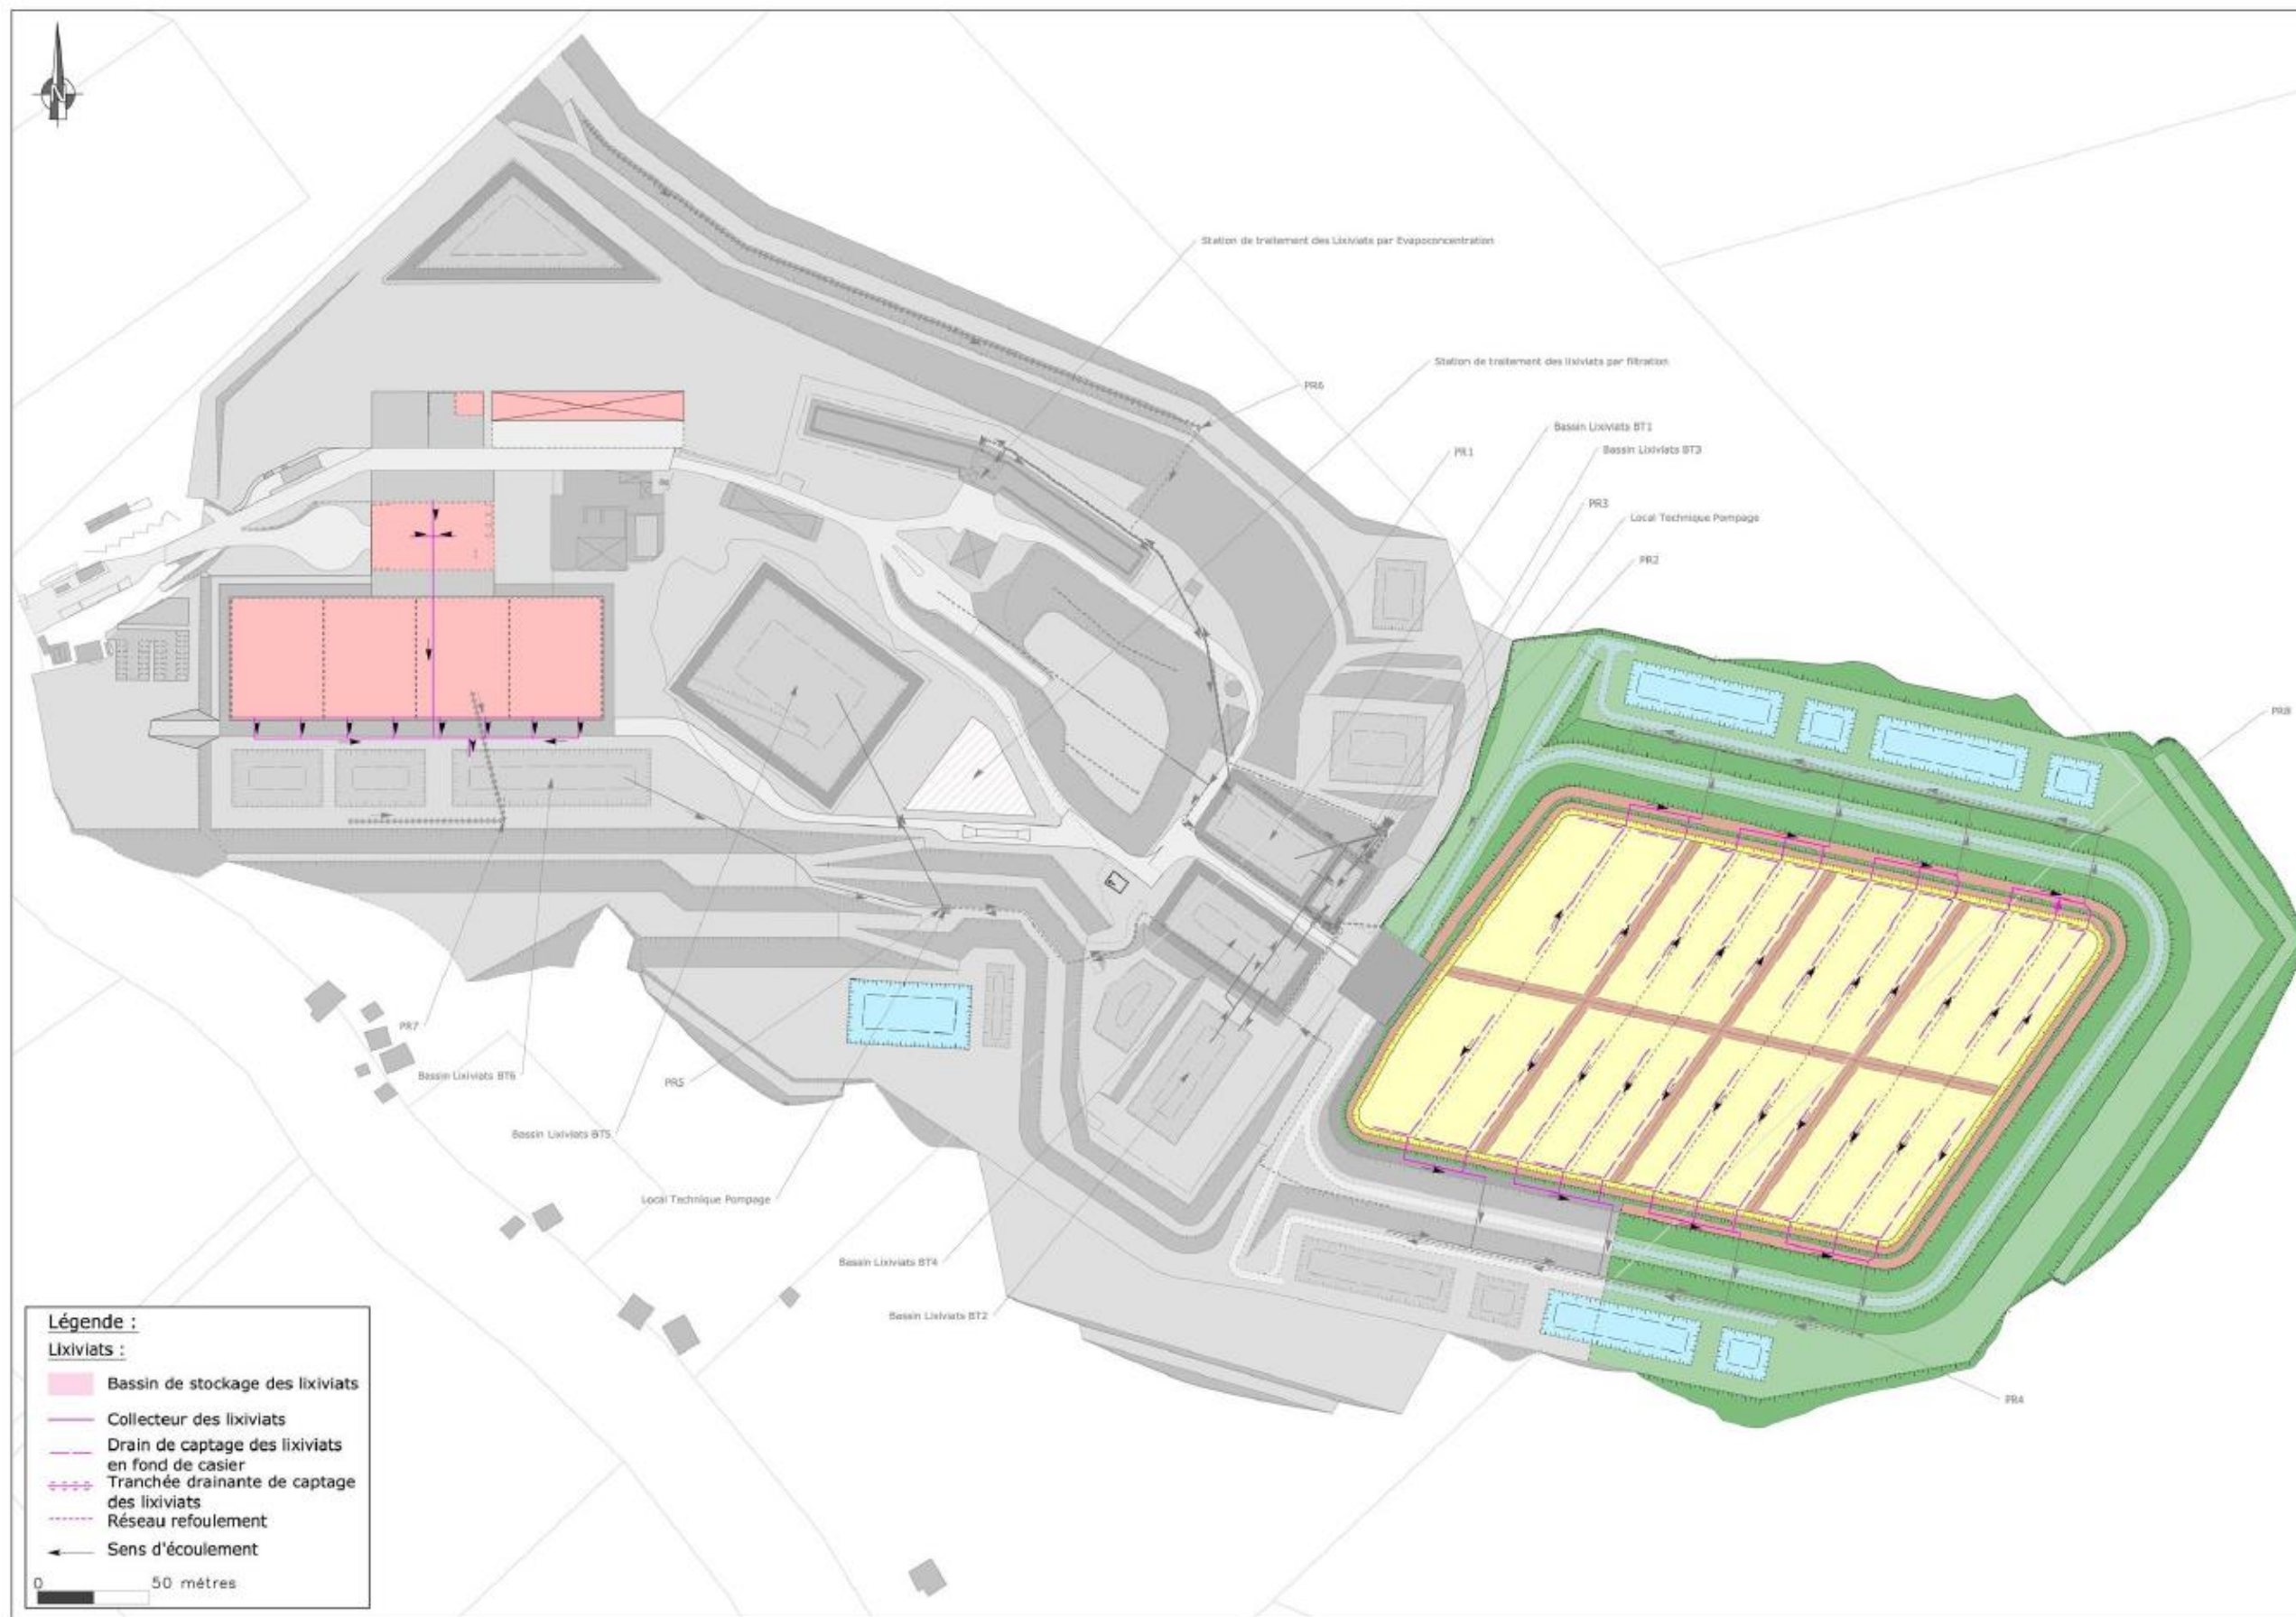 N
Station de traitement des Lixiviats par Evapoconcentration
Station de traitement des lixiviats par filtration
PR6
Bassin Lixiviats BT1
PR1
Bassin Lixiviats BT3
PR3
Local Technique Pompage
PR2
PR8
PR7
Bassin Lixiviats BT6
PR5
Bassin Lixiviats BT5
Local Technique Pompage
Bassin Lixiviats BT4
Bassin Lixiviats BT2
PR4
Légende :
Lixiviats :
Bassin de stockage des lixiviats
Collecteur des lixiviats
Drain de captage des lixiviats
en fond de casier
Tranchée drainante de captage
des lixiviats
Réseau refoulement
Sens d'écoulement
0 50 métres